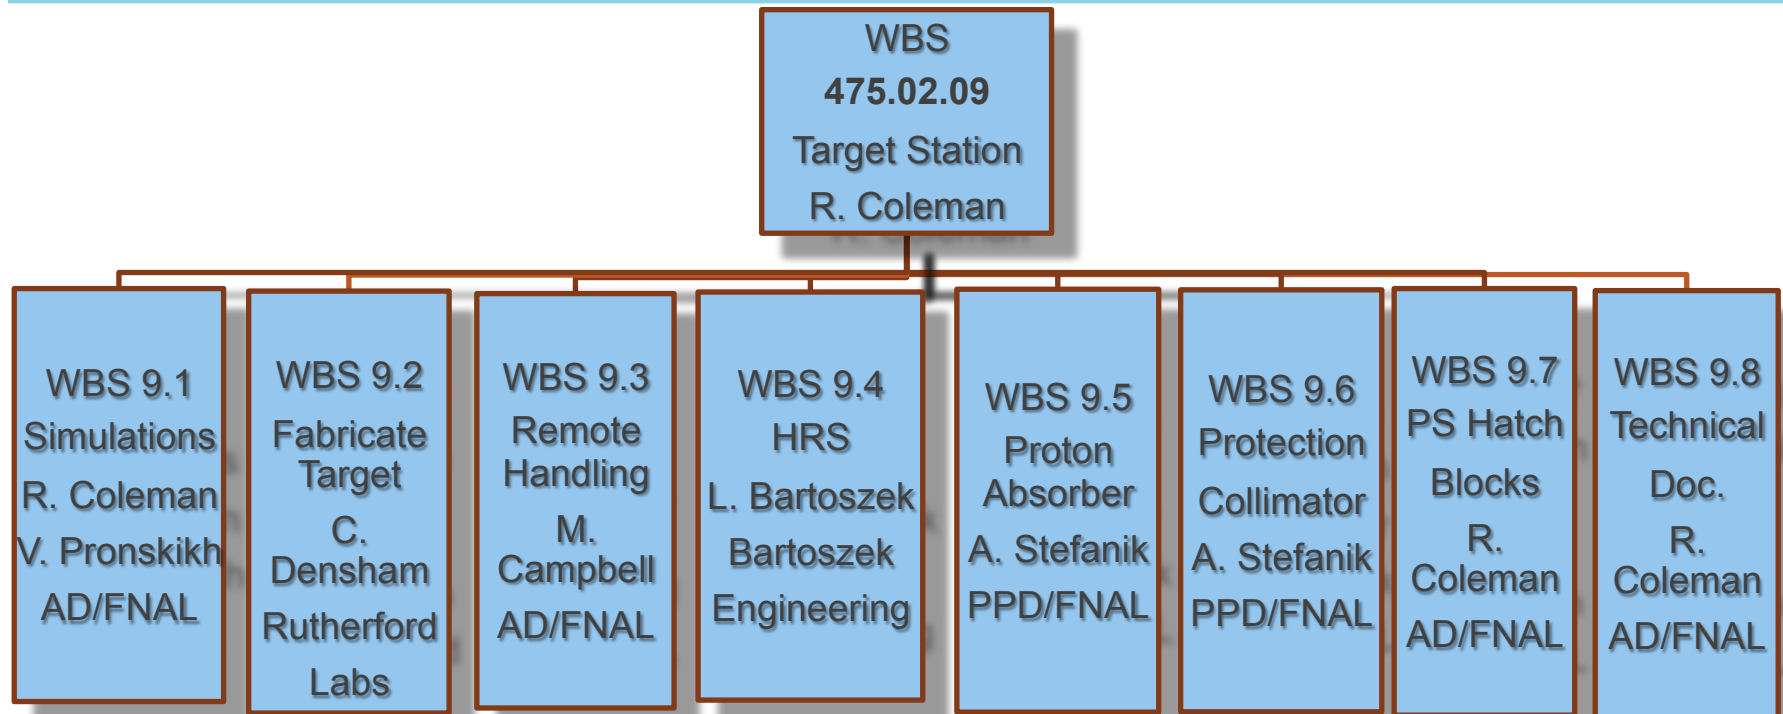 WBS
475.02.09
Target Station
R. Coleman
WBS 9.1
Simulations
R. Coleman
V. Pronskikh
AD/FNAL
WBS 9.2
Fabricate
Target
C.
Densham
Rutherford
Labs
WBS 9.3
Remote
Handling
M.
Campbell
AD/FNAL
WBS 9.4
HRS
L. Bartoszek
Bartoszek
Engineering
WBS 9.5
Proton
Absorber
A. Stefanik
PPD/FNAL
WBS 9.6
Protection
Collimator
A. Stefanik
PPD/FNAL
WBS 9.7
PS Hatch
Blocks
R.
Coleman
AD/FNAL
WBS 9.8
Technical
Doc.
R.
Coleman
AD/FNAL